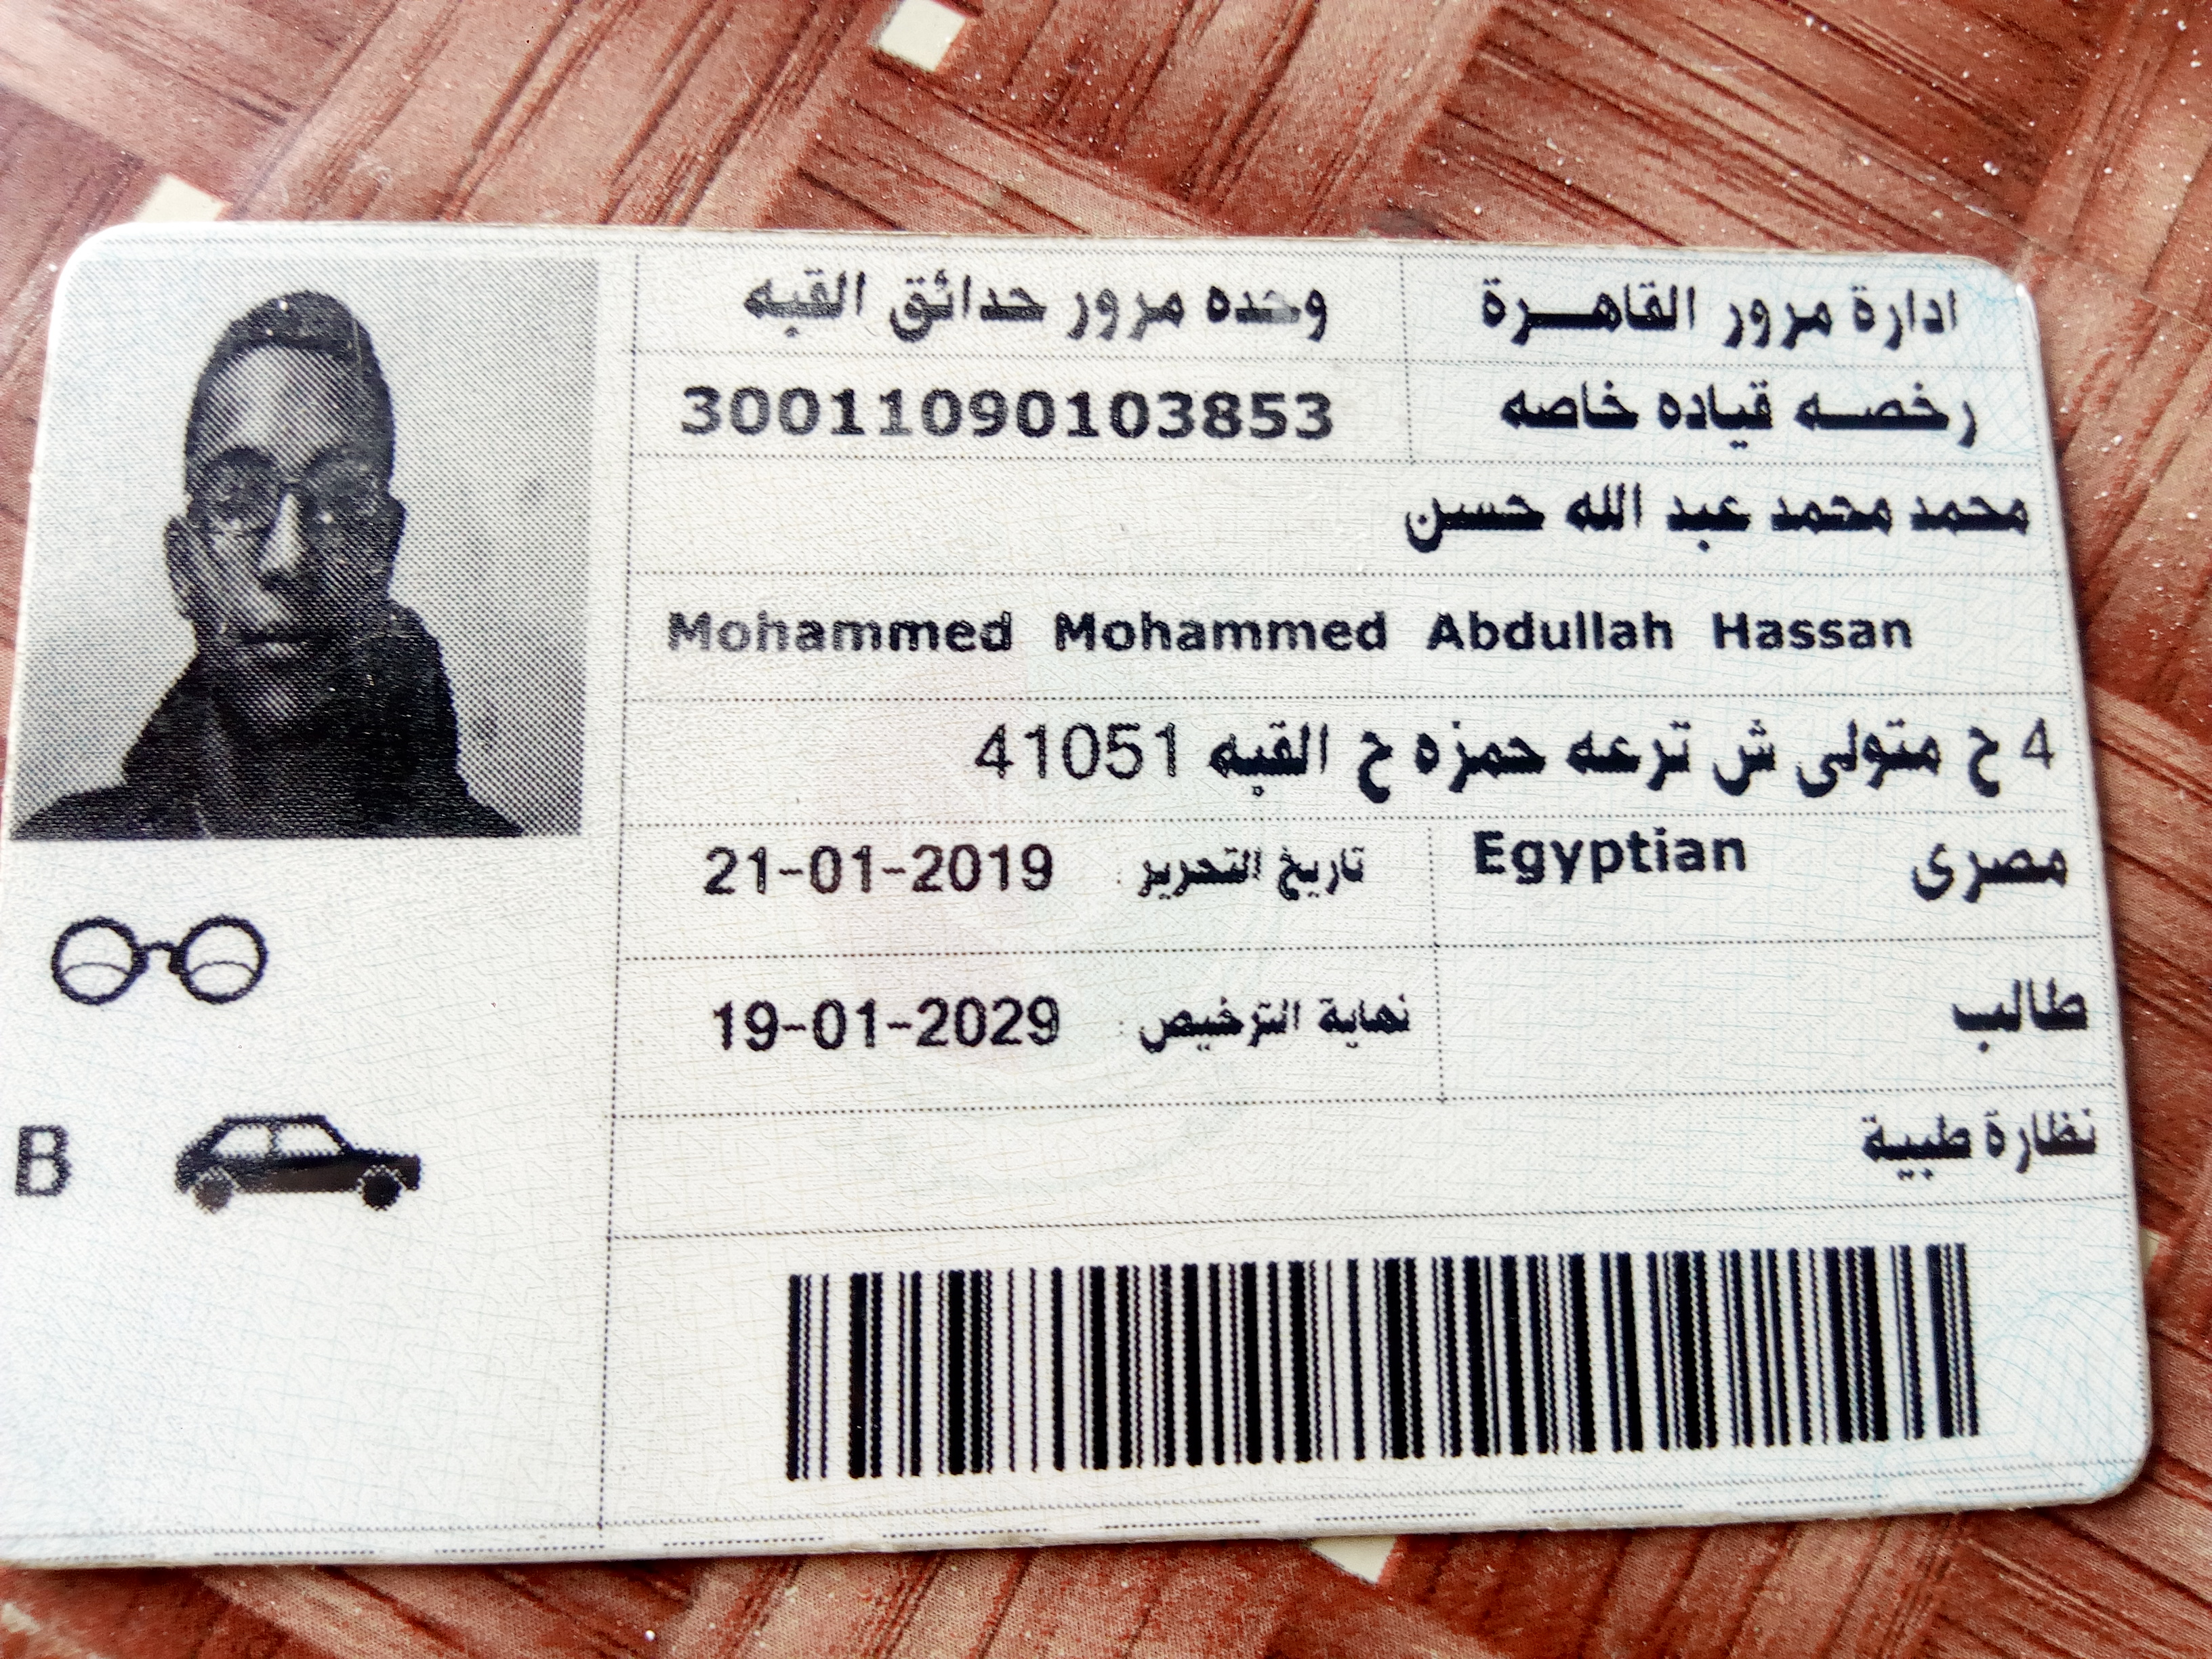 ادارة مرور القاهرة وحده مرور حدائق القبه
رخصه قياده خاصه 30011090103853
محمد محمد عبد الله حسن
Mohammed Mohammed Abdullah Hassan
4 ح متولى ش ترعه حمزه ح القبه 41051
مصرى Egyptian تاريخ التحرير : 21-01-2019
طالب نهاية الترخيص : 19-01-2029
نظارة طبية
B